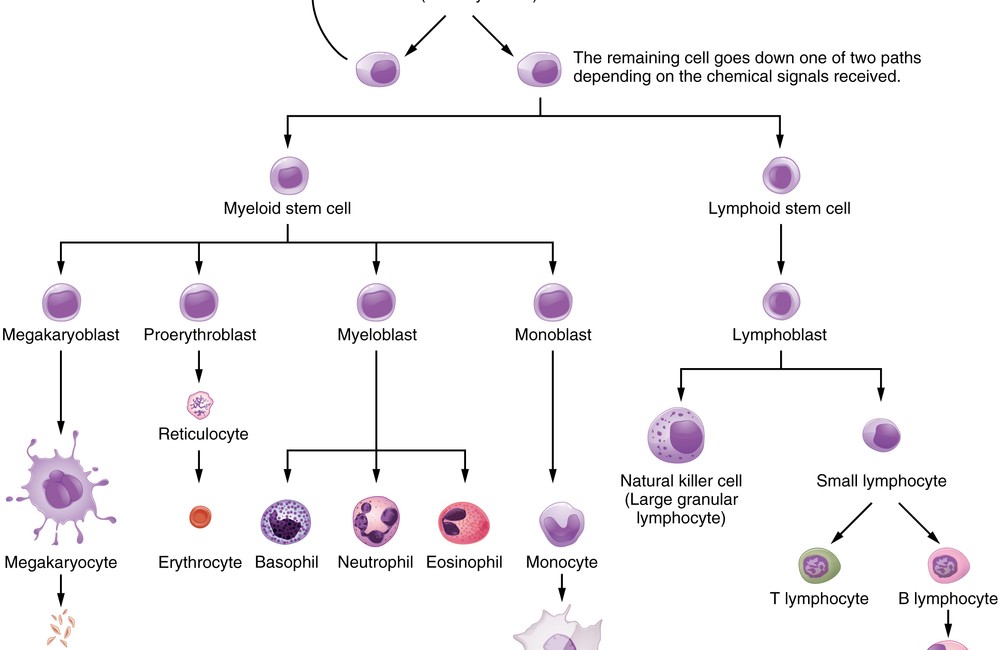 The remaining cell goes down one of two paths
depending on the chemical signals received.
Myeloid stem cell
Lymphoid stem cell
Megakaryoblast
Proerythroblast
Myeloblast
Monoblast
Lymphoblast
Reticulocyte
Natural killer cell
(Large granular
lymphocyte)
Small lymphocyte
Megakaryocyte
Erythrocyte
Basophil
Neutrophil
Eosinophil
Monocyte
T lymphocyte
B lymphocyte